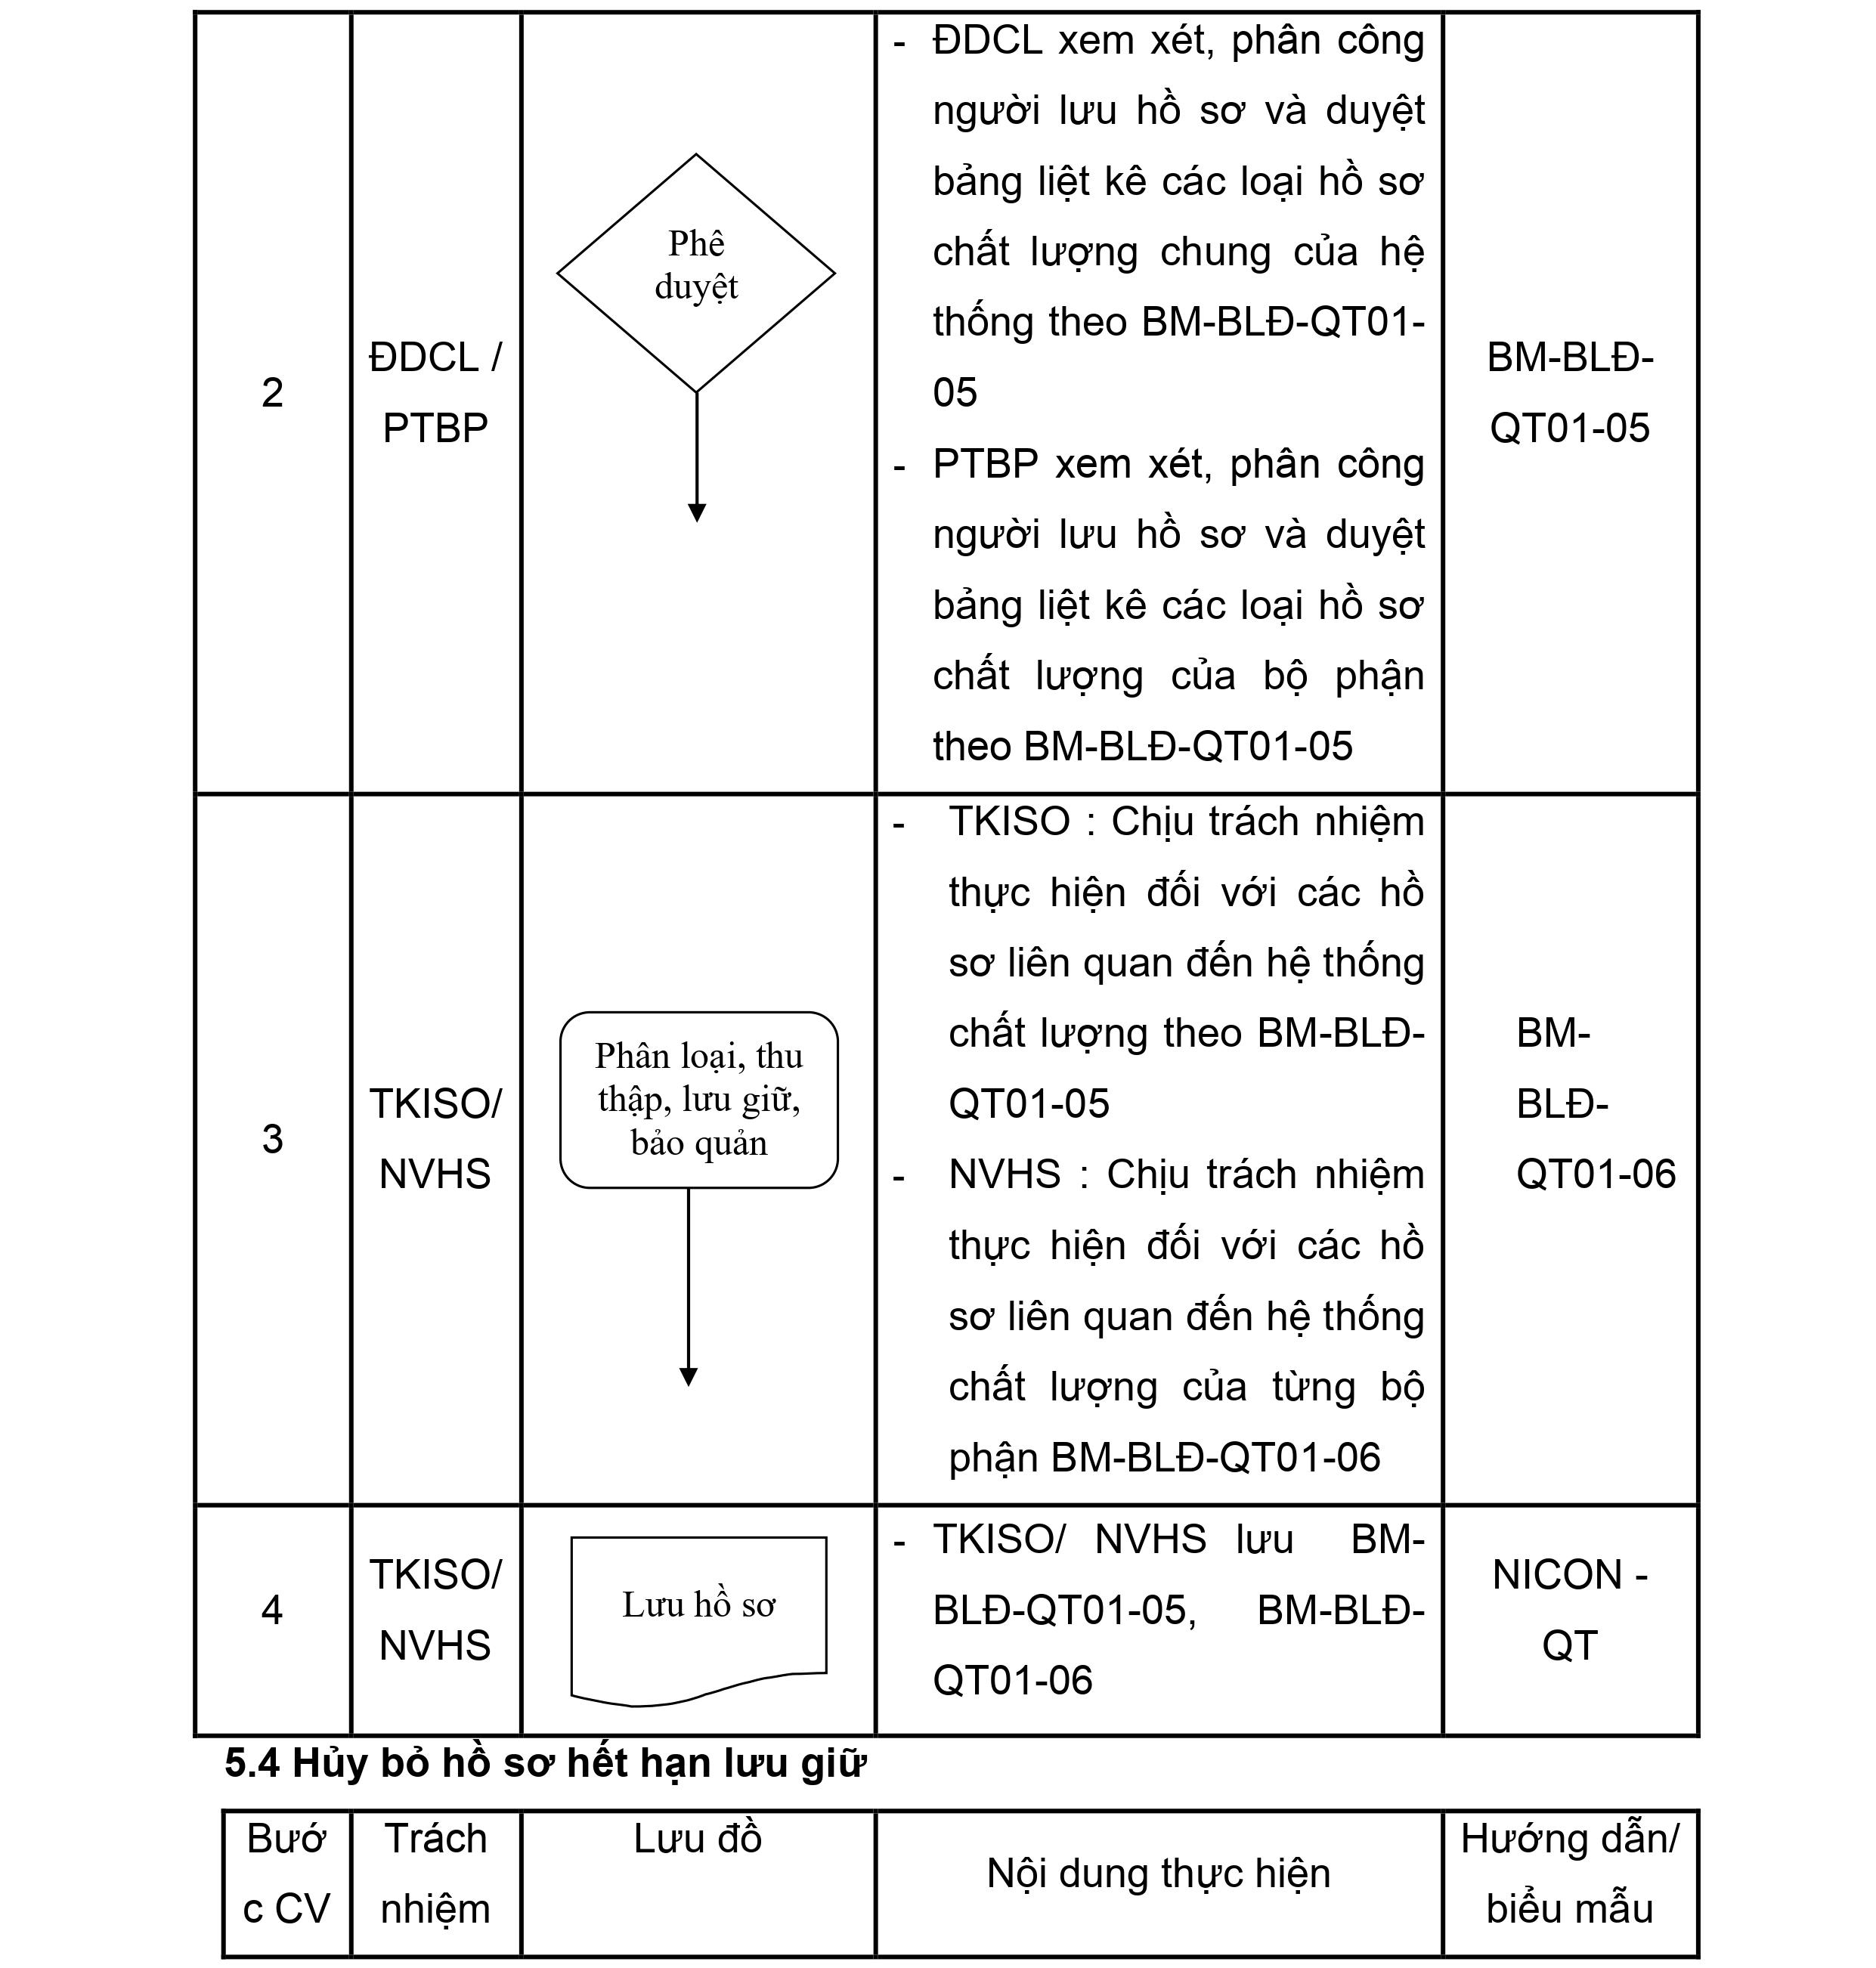 2
ĐDCL /
PTBP
Phê
duyệt
- ĐDCL xem xét, phân công
người lưu hồ sơ và duyệt
bảng liệt kê các loại hồ sơ
chất lượng chung của hệ
thống theo BM-BLĐ-QT01-
05
- PTBP xem xét, phân công
người lưu hồ sơ và duyệt
bảng liệt kê các loại hồ sơ
chất lượng của bộ phận
theo BM-BLĐ-QT01-05
BM-BLĐ-
QT01-05
3
TKISO/
NVHS
Phân loại, thu
thập, lưu giữ,
bảo quản
- TKISO : Chịu trách nhiệm
thực hiện đối với các hồ
sơ liên quan đến hệ thống
chất lượng theo BM-BLĐ-
QT01-05
- NVHS : Chịu trách nhiệm
thực hiện đối với các hồ
sơ liên quan đến hệ thống
chất lượng của từng bộ
phận BM-BLĐ-QT01-06
BM-
BLĐ-
QT01-06
4
TKISO/
NVHS
Lưu hồ sơ
- TKISO/ NVHS lưu BM-
BLĐ-QT01-05, BM-BLĐ-
QT01-06
NICON -
QT
5.4 Hủy bỏ hồ sơ hết hạn lưu giữ
Bướ
c CV
Trách
nhiệm
Lưu đồ
Nội dung thực hiện
Hướng dẫn/
biểu mẫu